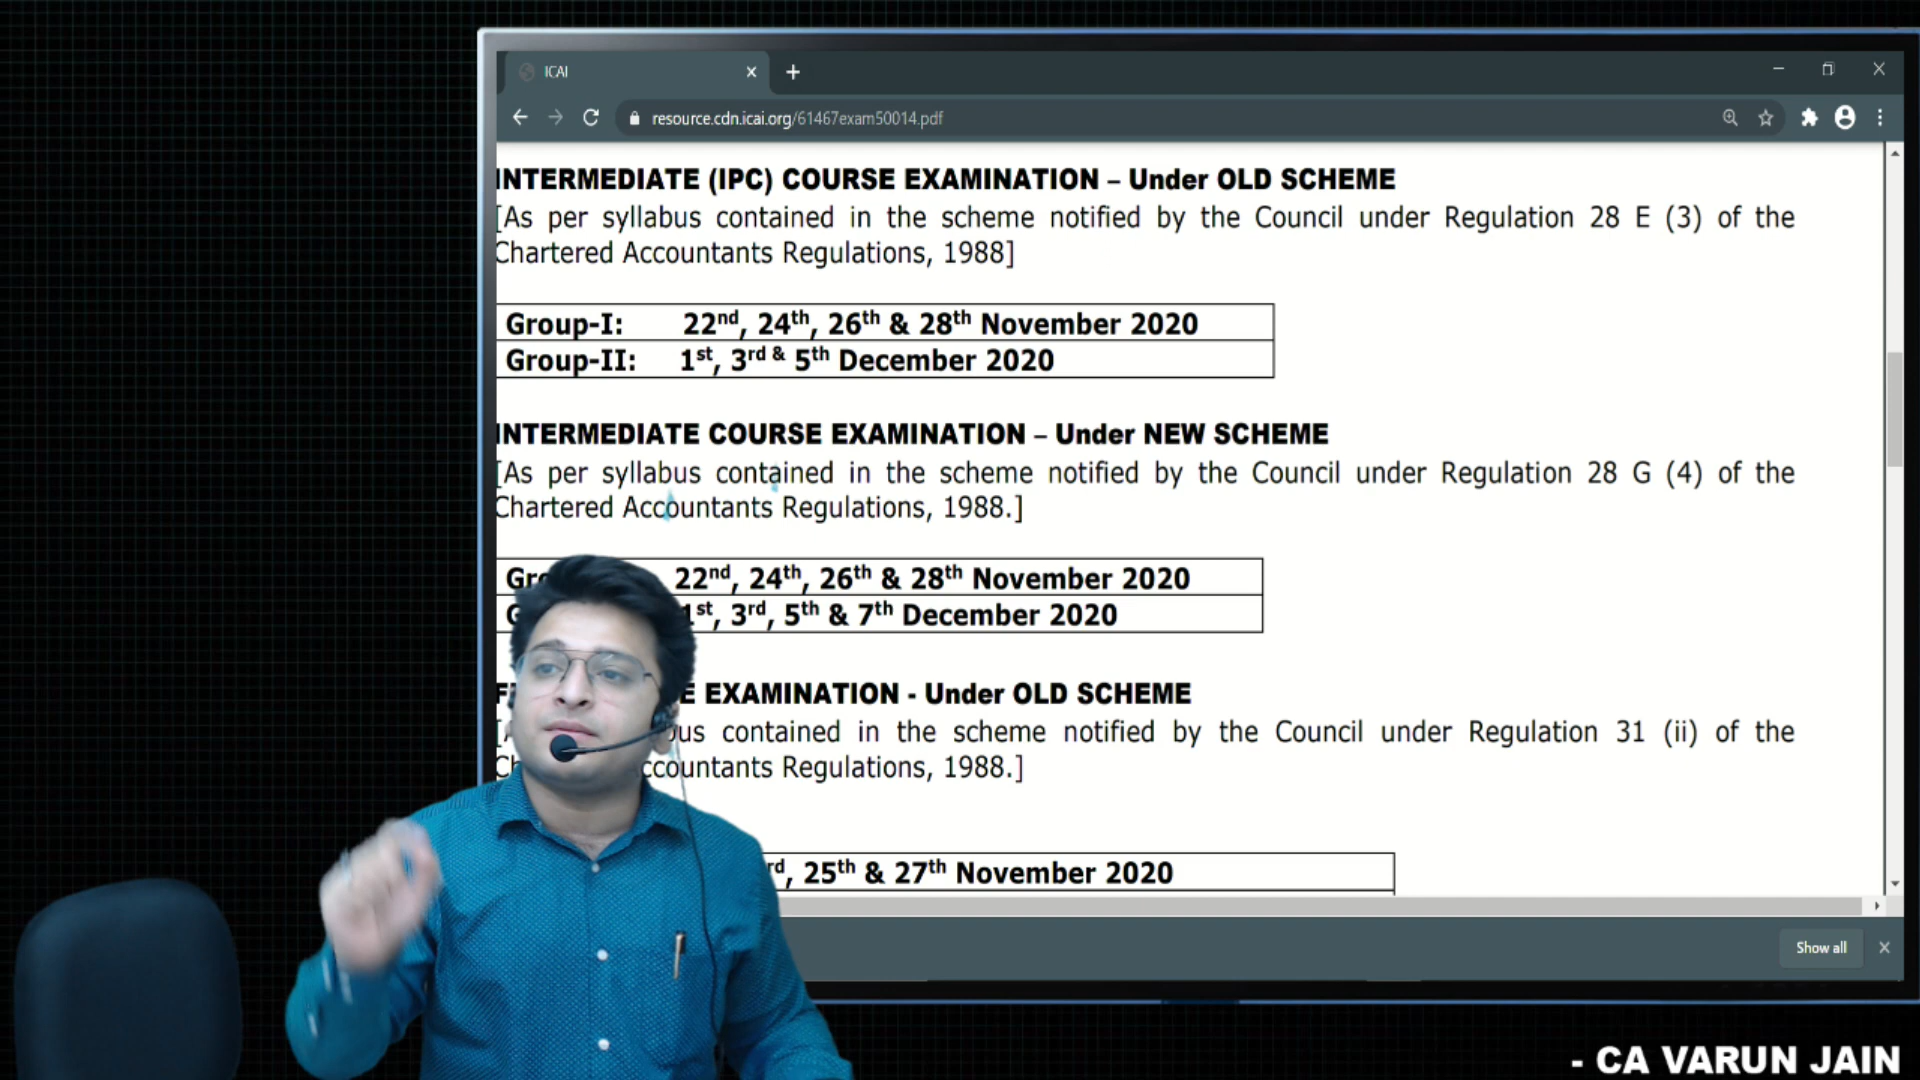 ICAI
resource.cdn.icai.org/61467exam50014.pdf
INTERMEDIATE (IPC) COURSE EXAMINATION – Under OLD SCHEME
[As per syllabus contained in the scheme notified by the Council under Regulation 28 E (3) of the
Chartered Accountants Regulations, 1988]
Group-I: 22nd, 24th, 26th & 28th November 2020
Group-II: 1st, 3rd & 5th December 2020
INTERMEDIATE COURSE EXAMINATION – Under NEW SCHEME
[As per syllabus contained in the scheme notified by the Council under Regulation 28 G (4) of the
Chartered Accountants Regulations, 1988.]
22nd, 24th, 26th & 28th November 2020
1st, 3rd, 5th & 7th December 2020
EXAMINATION - Under OLD SCHEME
contained in the scheme notified by the Council under Regulation 31 (ii) of the
Regulations, 1988.]
rd, 25th & 27th November 2020
Show all
- CA VARUN JAIN